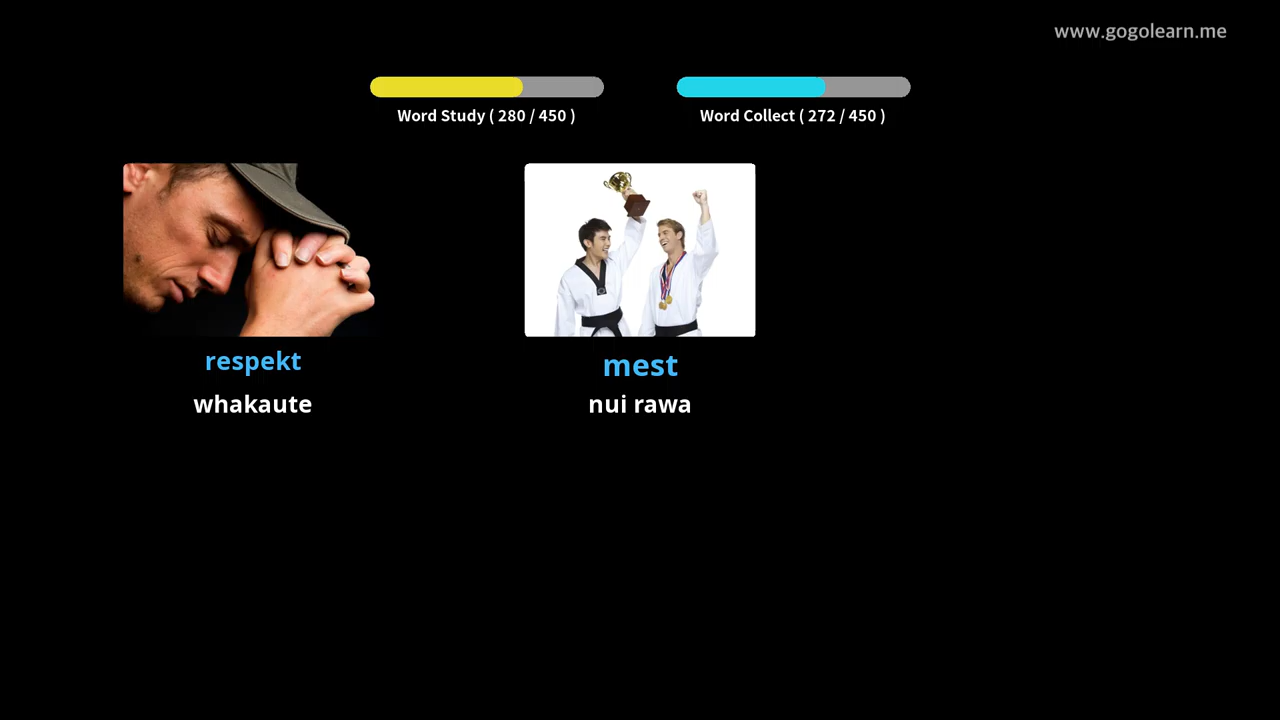 www.gogolearn.me
Word Study ( 280 / 450 )
Word Collect ( 272 / 450 )
respekt
whakaute
mest
nui rawa